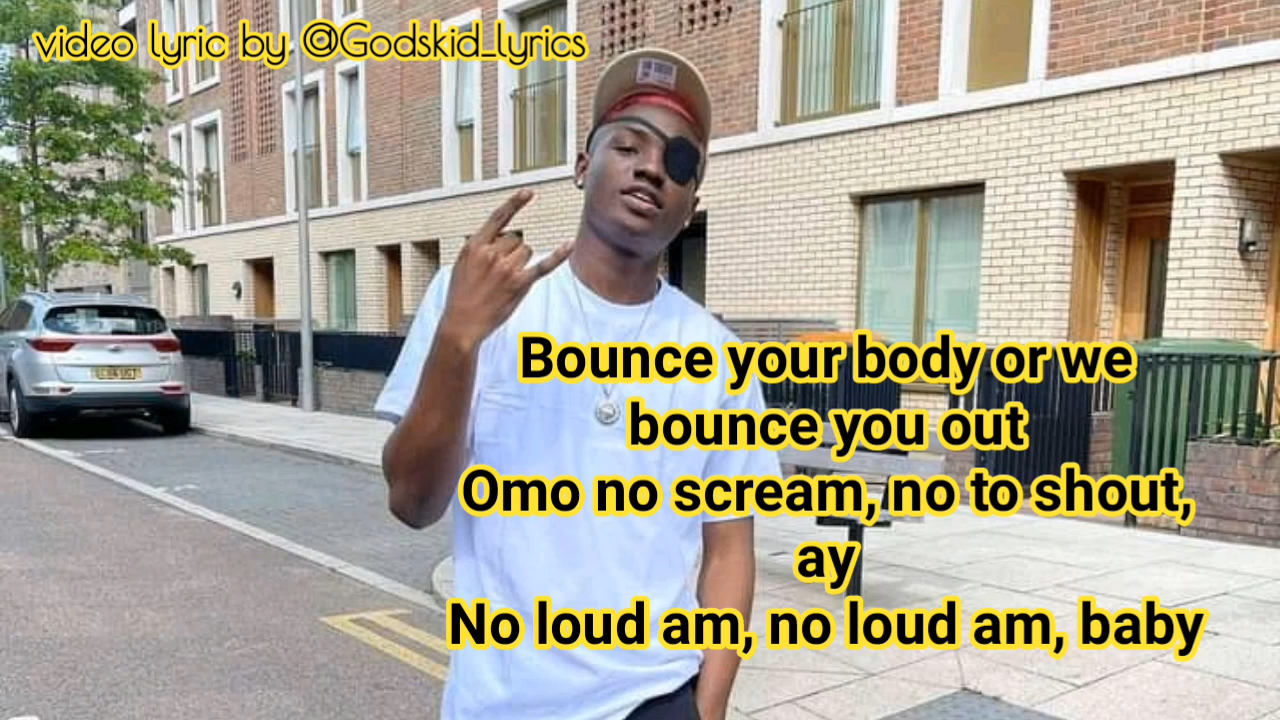 video lyric by @Godskid_lyrics
Bounce your body or we
bounce you out
Omo no scream, no to shout,
ay
No loud am, no loud am, baby